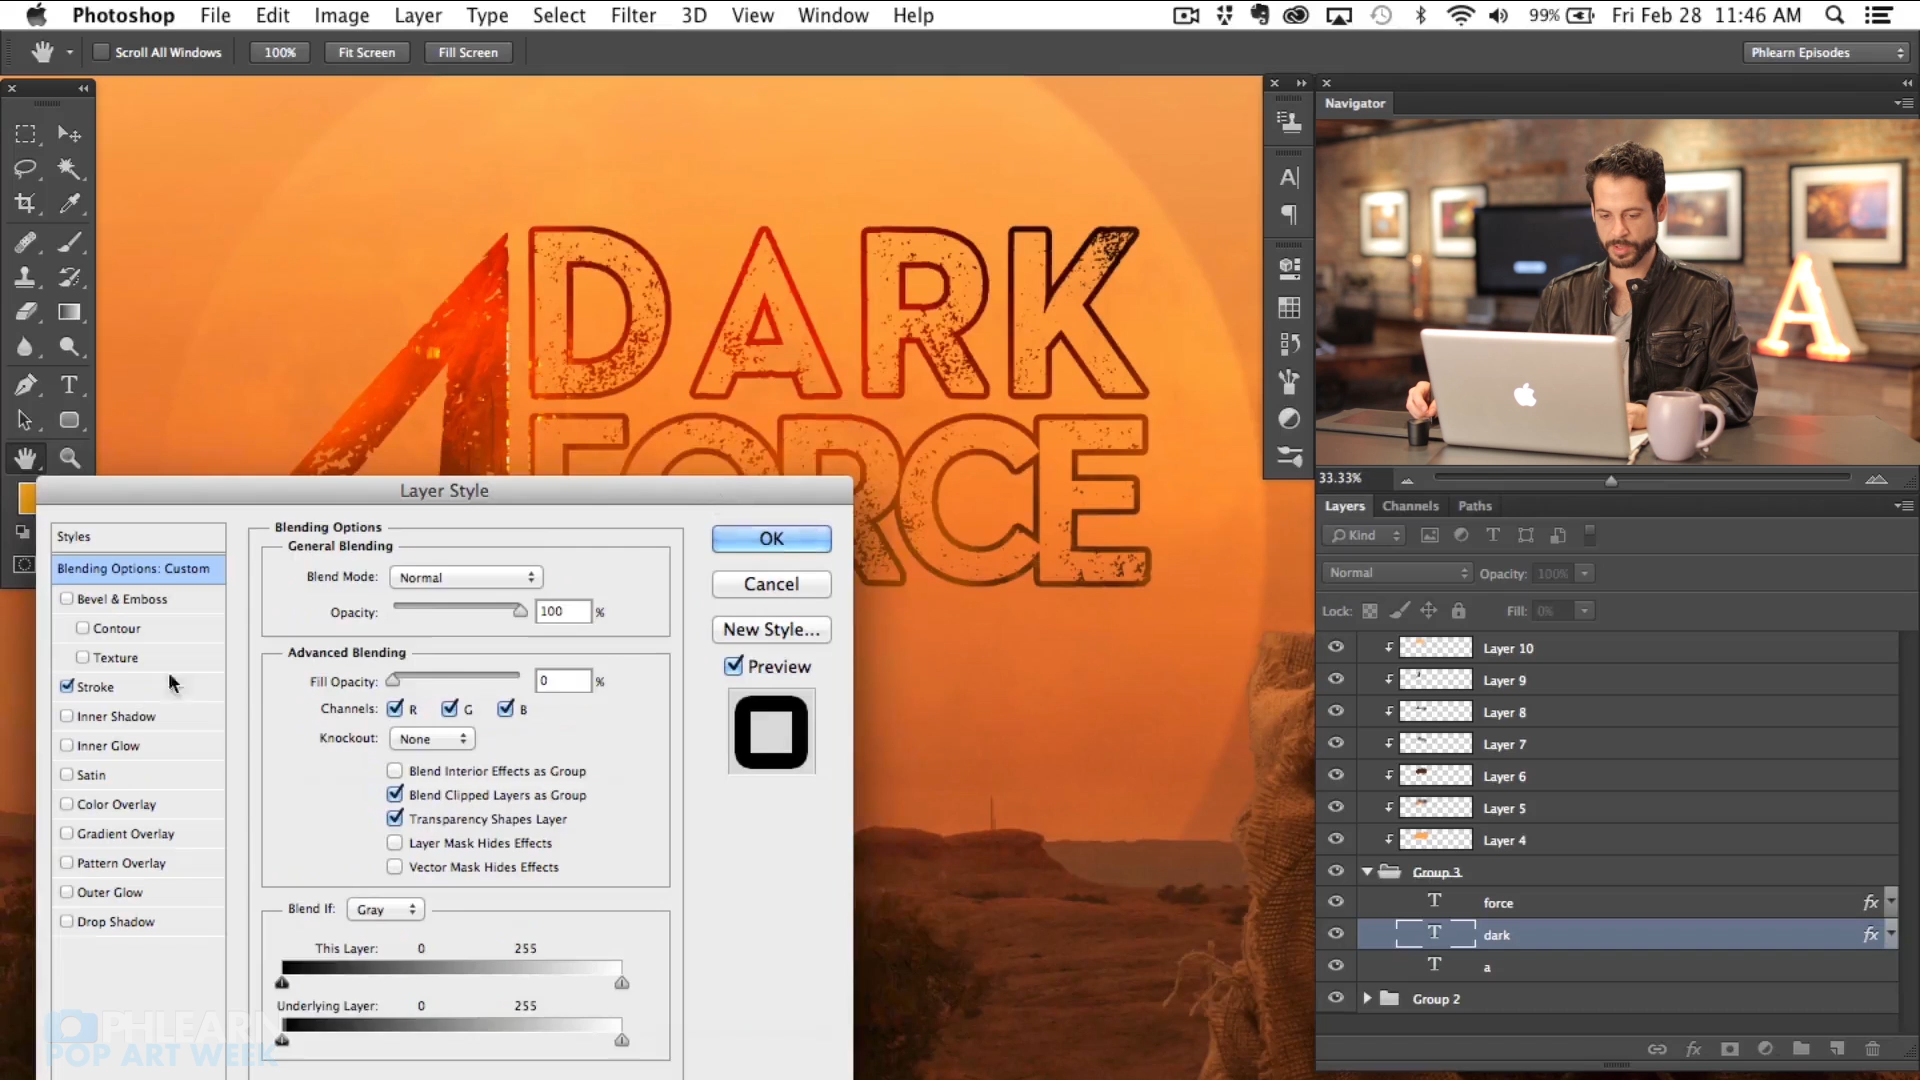 Photoshop File Edit Image Layer Type Select Filter 3D View Window Help 99% Fri Feb 28 11:46 AM
Scroll All Windows 100% Fit Screen Fill Screen Phlearn Episodes
Navigator
DARK
FORCE
A
33.33%
Layers Channels Paths
Kind
Normal Opacity: 100%
Lock: Fill: 0%
Layer 10
Layer 9
Layer 8
Layer 7
Layer 6
Layer 5
Layer 4
Group 3
force fx
dark fx
a
Group 2
fx
Layer Style
Styles
Blending Options: Custom
Bevel & Emboss
Contour
Texture
Stroke
Inner Shadow
Inner Glow
Satin
Color Overlay
Gradient Overlay
Pattern Overlay
Outer Glow
Drop Shadow
Blending Options
General Blending
Blend Mode: Normal
Opacity: 100 %
Advanced Blending
Fill Opacity: 0 %
Channels: R G B
Knockout: None
Blend Interior Effects as Group
Blend Clipped Layers as Group
Transparency Shapes Layer
Layer Mask Hides Effects
Vector Mask Hides Effects
Blend If: Gray
This Layer: 0 255
Underlying Layer: 0 255
OK
Cancel
New Style...
Preview
PHLEARN
POP ART WEEK